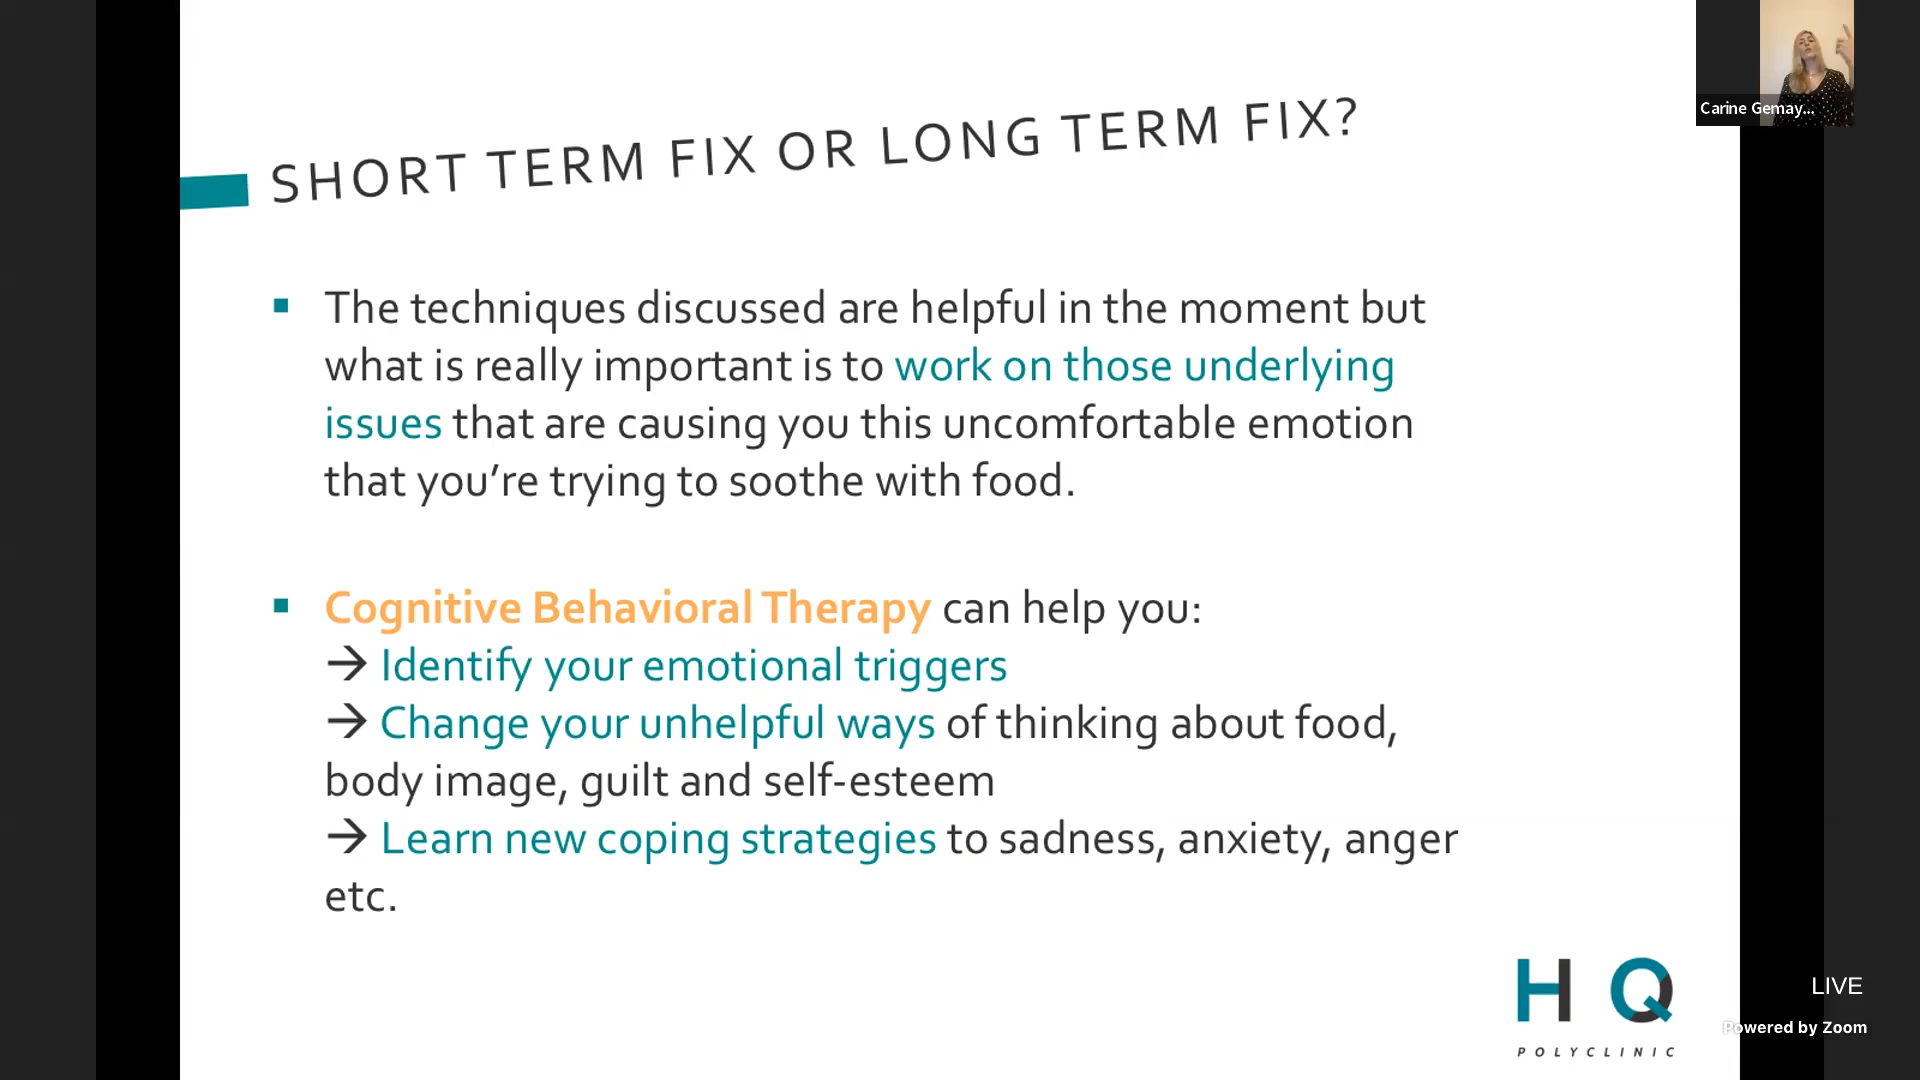 Carine Gemay...
SHORT TERM FIX OR LONG TERM FIX?
▪ The techniques discussed are helpful in the moment but
what is really important is to work on those underlying
issues that are causing you this uncomfortable emotion
that you’re trying to soothe with food.
▪ Cognitive Behavioral Therapy can help you:
→ Identify your emotional triggers
→ Change your unhelpful ways of thinking about food,
body image, guilt and self-esteem
→ Learn new coping strategies to sadness, anxiety, anger
etc.
H Q
POLYCLINIC
LIVE
Powered by Zoom